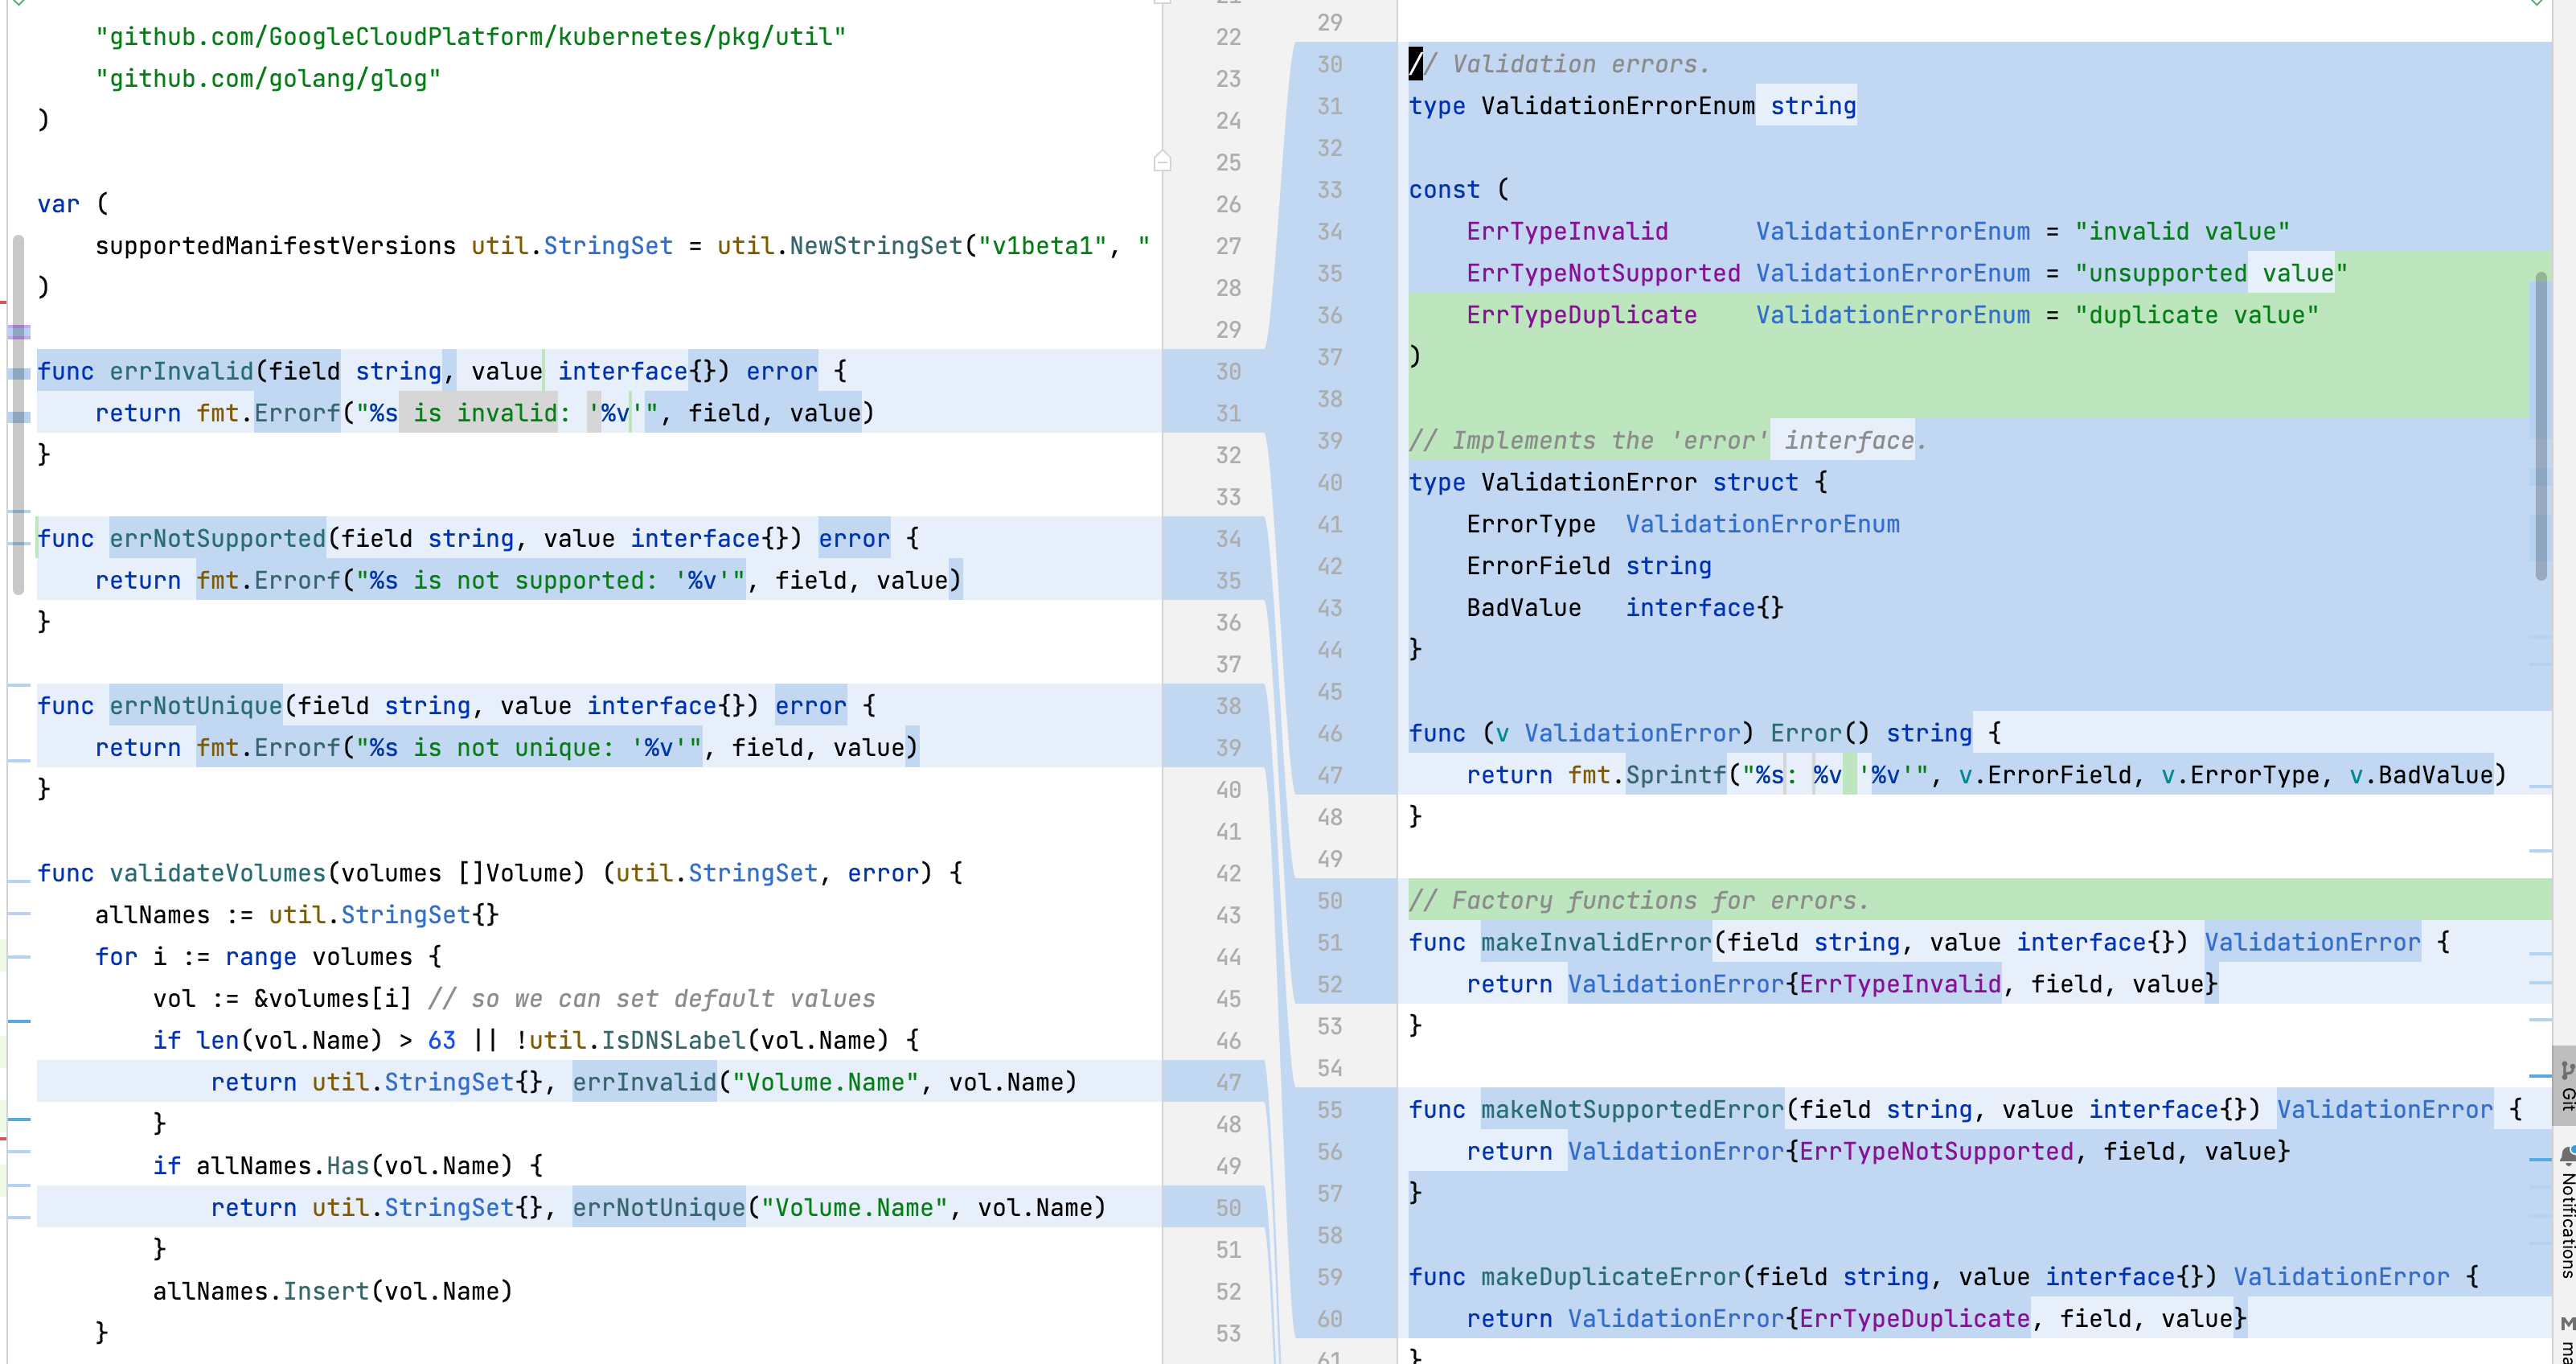 "github.com/GoogleCloudPlatform/kubernetes/pkg/util"
"github.com/golang/glog"
)
var (
supportedManifestVersions util.StringSet = util.NewStringSet("v1beta1", "
)
func errInvalid(field string, value interface{}) error {
return fmt.Errorf("%s is invalid: '%v'", field, value)
}
func errNotSupported(field string, value interface{}) error {
return fmt.Errorf("%s is not supported: '%v'", field, value)
}
func errNotUnique(field string, value interface{}) error {
return fmt.Errorf("%s is not unique: '%v'", field, value)
}
func validateVolumes(volumes []Volume) (util.StringSet, error) {
allNames := util.StringSet{}
for i := range volumes {
vol := &volumes[i] // so we can set default values
if len(vol.Name) > 63 || !util.IsDNSLabel(vol.Name) {
return util.StringSet{}, errInvalid("Volume.Name", vol.Name)
}
if allNames.Has(vol.Name) {
return util.StringSet{}, errNotUnique("Volume.Name", vol.Name)
}
allNames.Insert(vol.Name)
}
22
23
24
25
26
27
28
29
30
31
32
33
34
35
36
37
38
39
40
41
42
43
44
45
46
47
48
49
50
51
52
53
29
30 // Validation errors.
31 type ValidationErrorEnum string
32
33 const (
34 ErrTypeInvalid ValidationErrorEnum = "invalid value"
35 ErrTypeNotSupported ValidationErrorEnum = "unsupported value"
36 ErrTypeDuplicate ValidationErrorEnum = "duplicate value"
37 )
38
39 // Implements the 'error' interface.
40 type ValidationError struct {
41 ErrorType ValidationErrorEnum
42 ErrorField string
43 BadValue interface{}
44 }
45
46 func (v ValidationError) Error() string {
47 return fmt.Sprintf("%s: %v '%v'", v.ErrorField, v.ErrorType, v.BadValue)
48 }
49
50 // Factory functions for errors.
51 func makeInvalidError(field string, value interface{}) ValidationError {
52 return ValidationError{ErrTypeInvalid, field, value}
53 }
54
55 func makeNotSupportedError(field string, value interface{}) ValidationError {
56 return ValidationError{ErrTypeNotSupported, field, value}
57 }
58
59 func makeDuplicateError(field string, value interface{}) ValidationError {
60 return ValidationError{ErrTypeDuplicate, field, value}
61 }
Git
Notifications